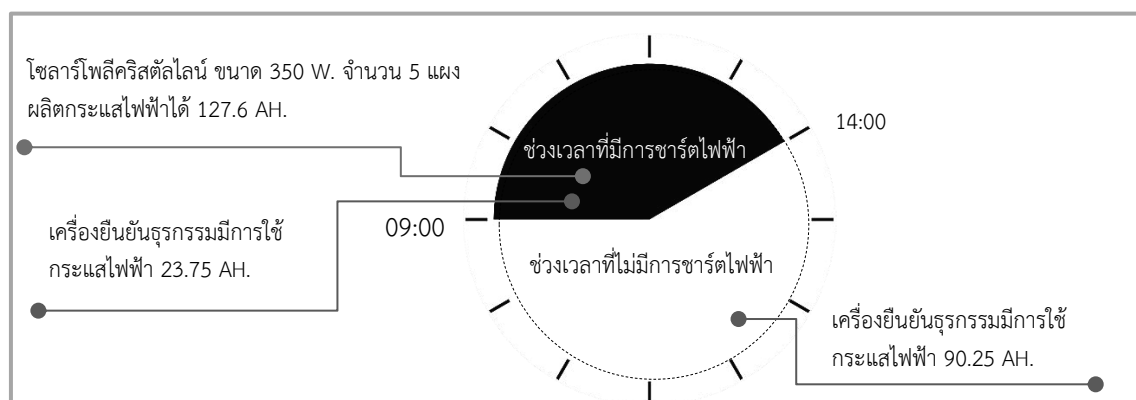 โซลาร์โพลีคริสตัลไลน์ ขนาด 350 W. จำนวน 5 แผง
ผลิตกระแสไฟฟ้าได้ 127.6 AH.
14:00
ช่วงเวลาที่มีการชาร์ตไฟฟ้า
09:00
เครื่องยืนยันธุรกรรมมีการใช้
กระแสไฟฟ้า 23.75 AH.
ช่วงเวลาที่ไม่มีการชาร์ตไฟฟ้า
เครื่องยืนยันธุรกรรมมีการใช้
กระแสไฟฟ้า 90.25 AH.